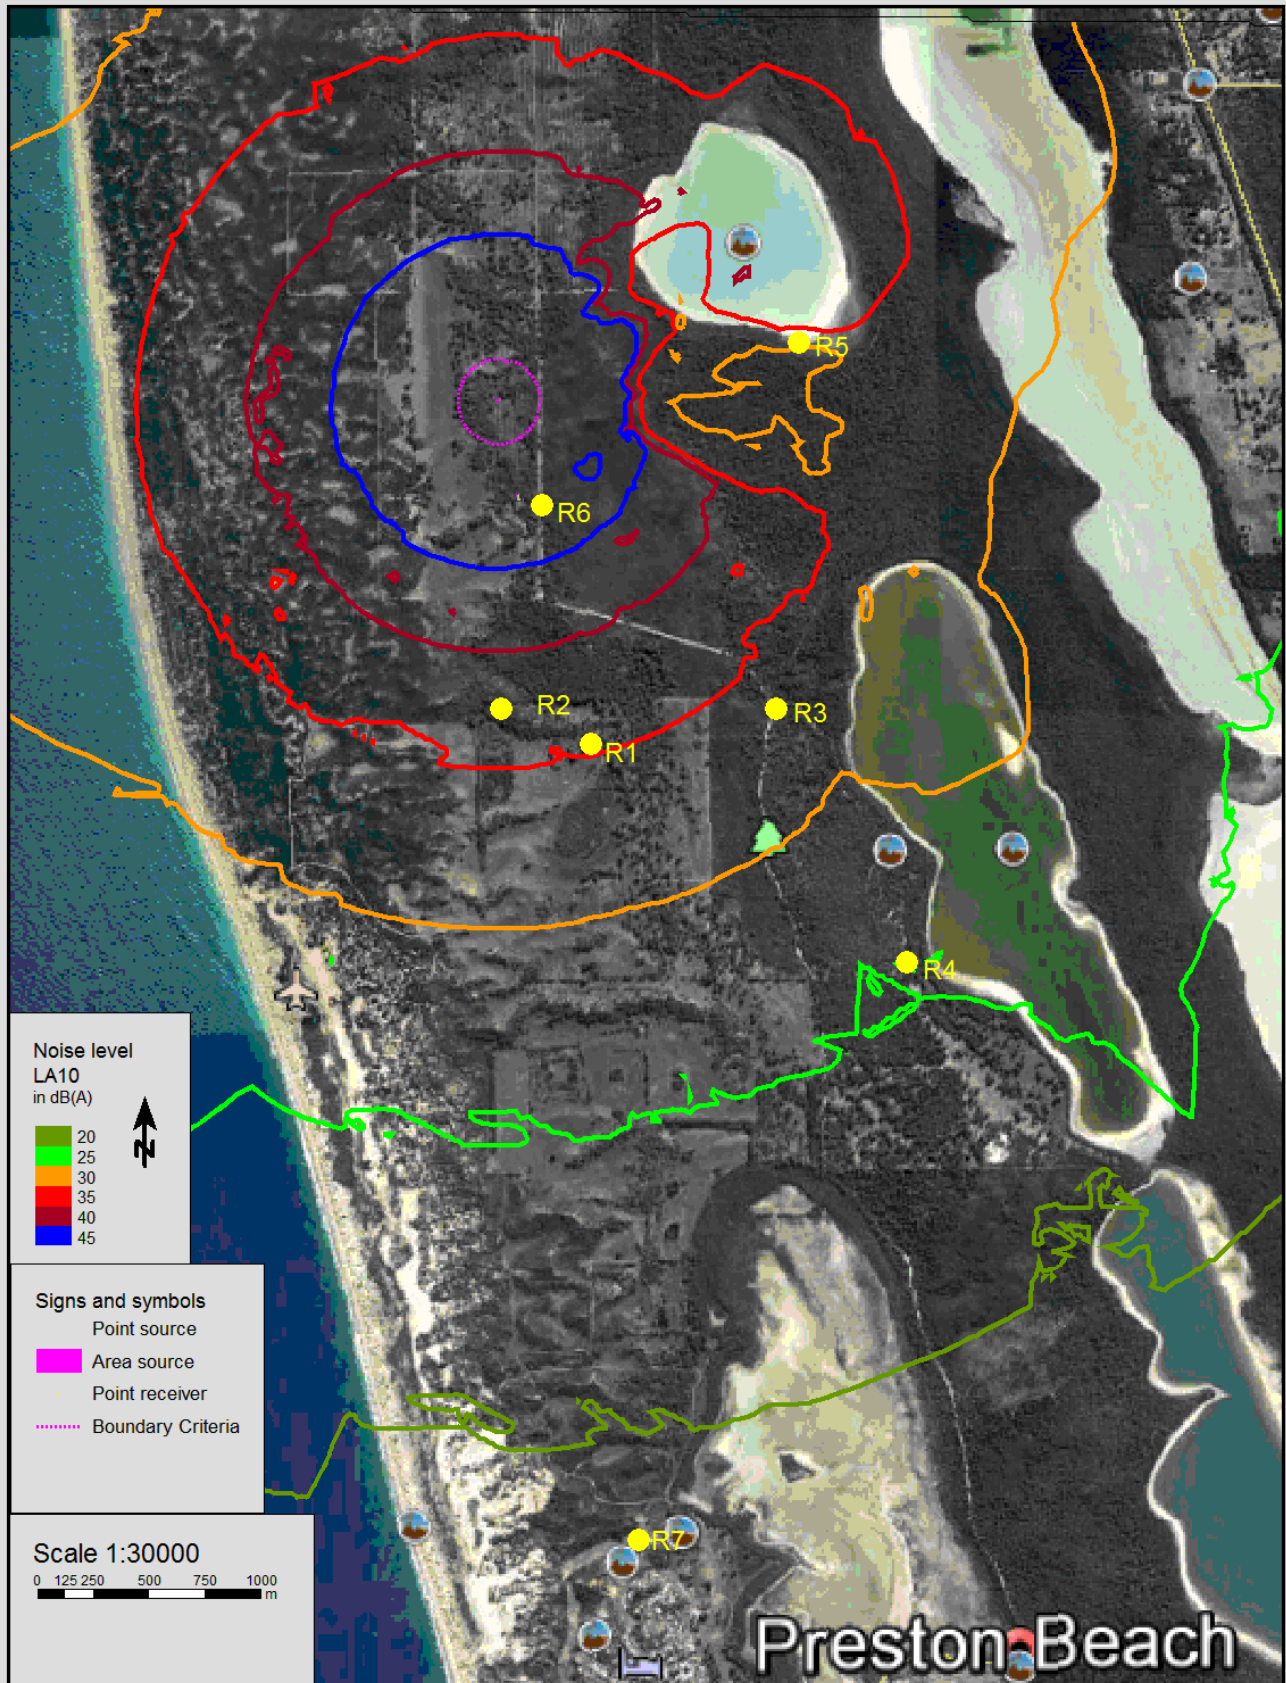 R5
R6
R2
R3
R1
R4
Noise level
LA10
in dB(A)
N
20
25
30
35
40
45
Signs and symbols
Point source
Area source
Point receiver
Boundary Criteria
Scale 1:30000
0 125 250 500 750 1000
m
R7
Preston Beach